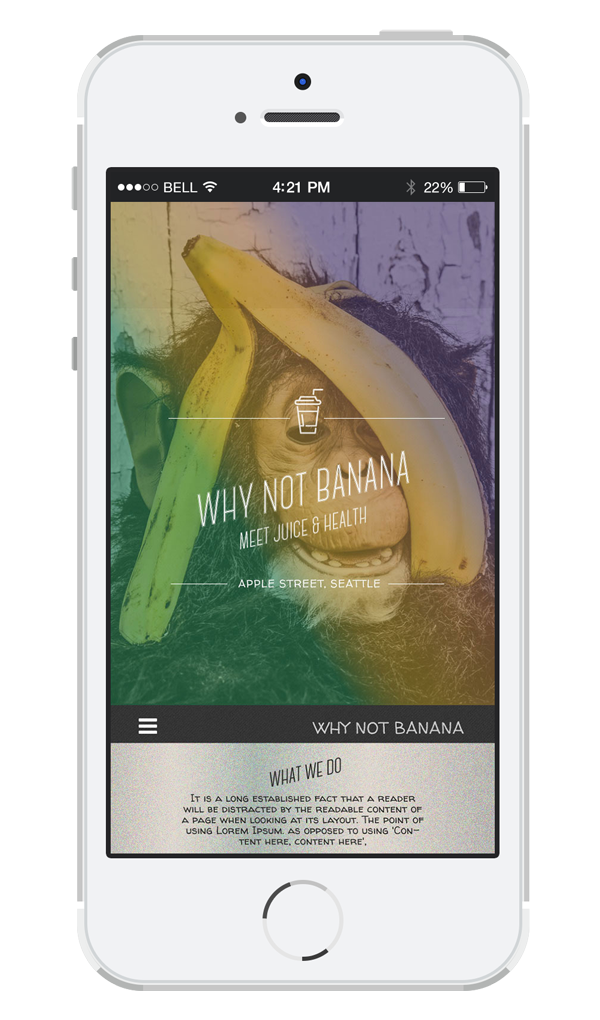 BELL 4:21 PM 22%
WHY NOT BANANA
MEET JUICE & HEALTH
APPLE STREET, SEATTLE
WHY NOT BANANA
WHAT WE DO
It is a long established fact that a reader
will be distracted by the readable content of
a page when looking at its layout. The point of
using Lorem Ipsum. as opposed to using 'Con-
tent here, content here',